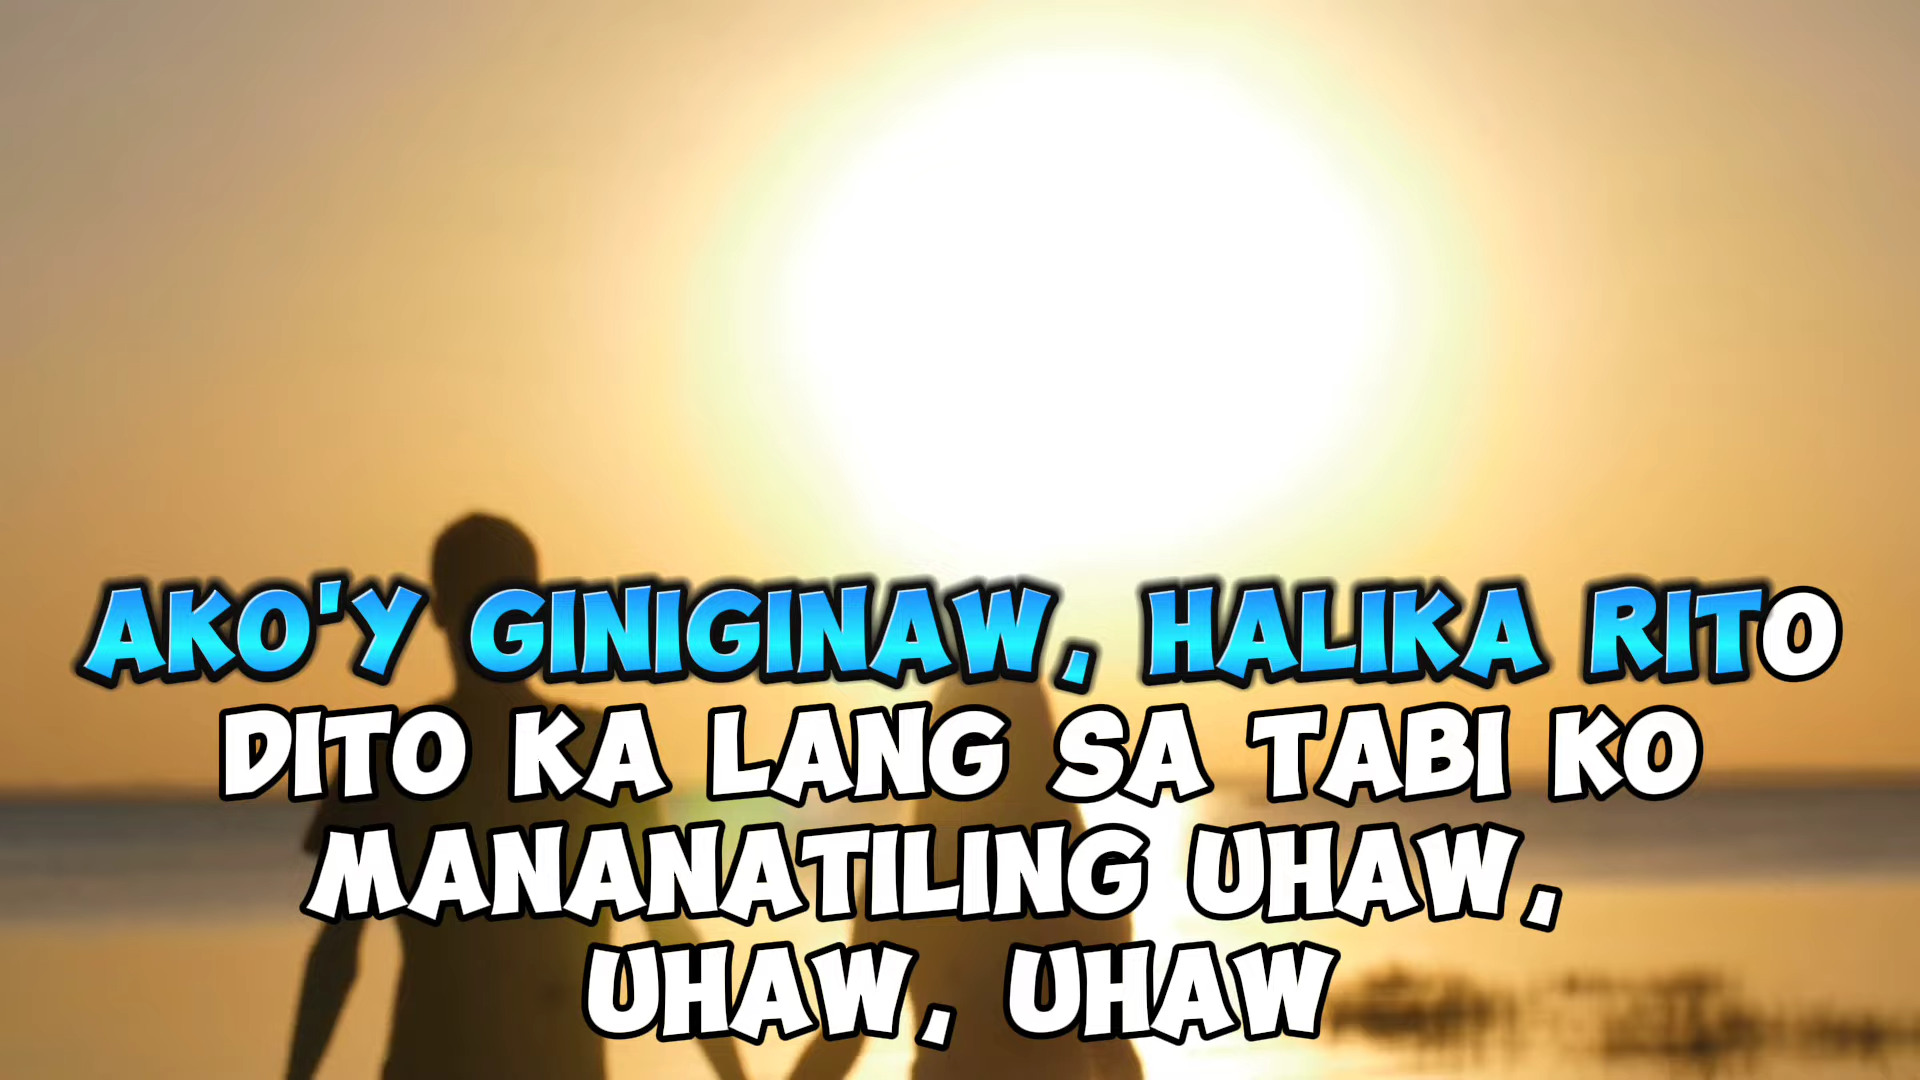 AKO'Y GINIGINAW, HALIKA RITO
DITO KA LANG SA TABI KO
MANANATILING UHAW,
UHAW, UHAW